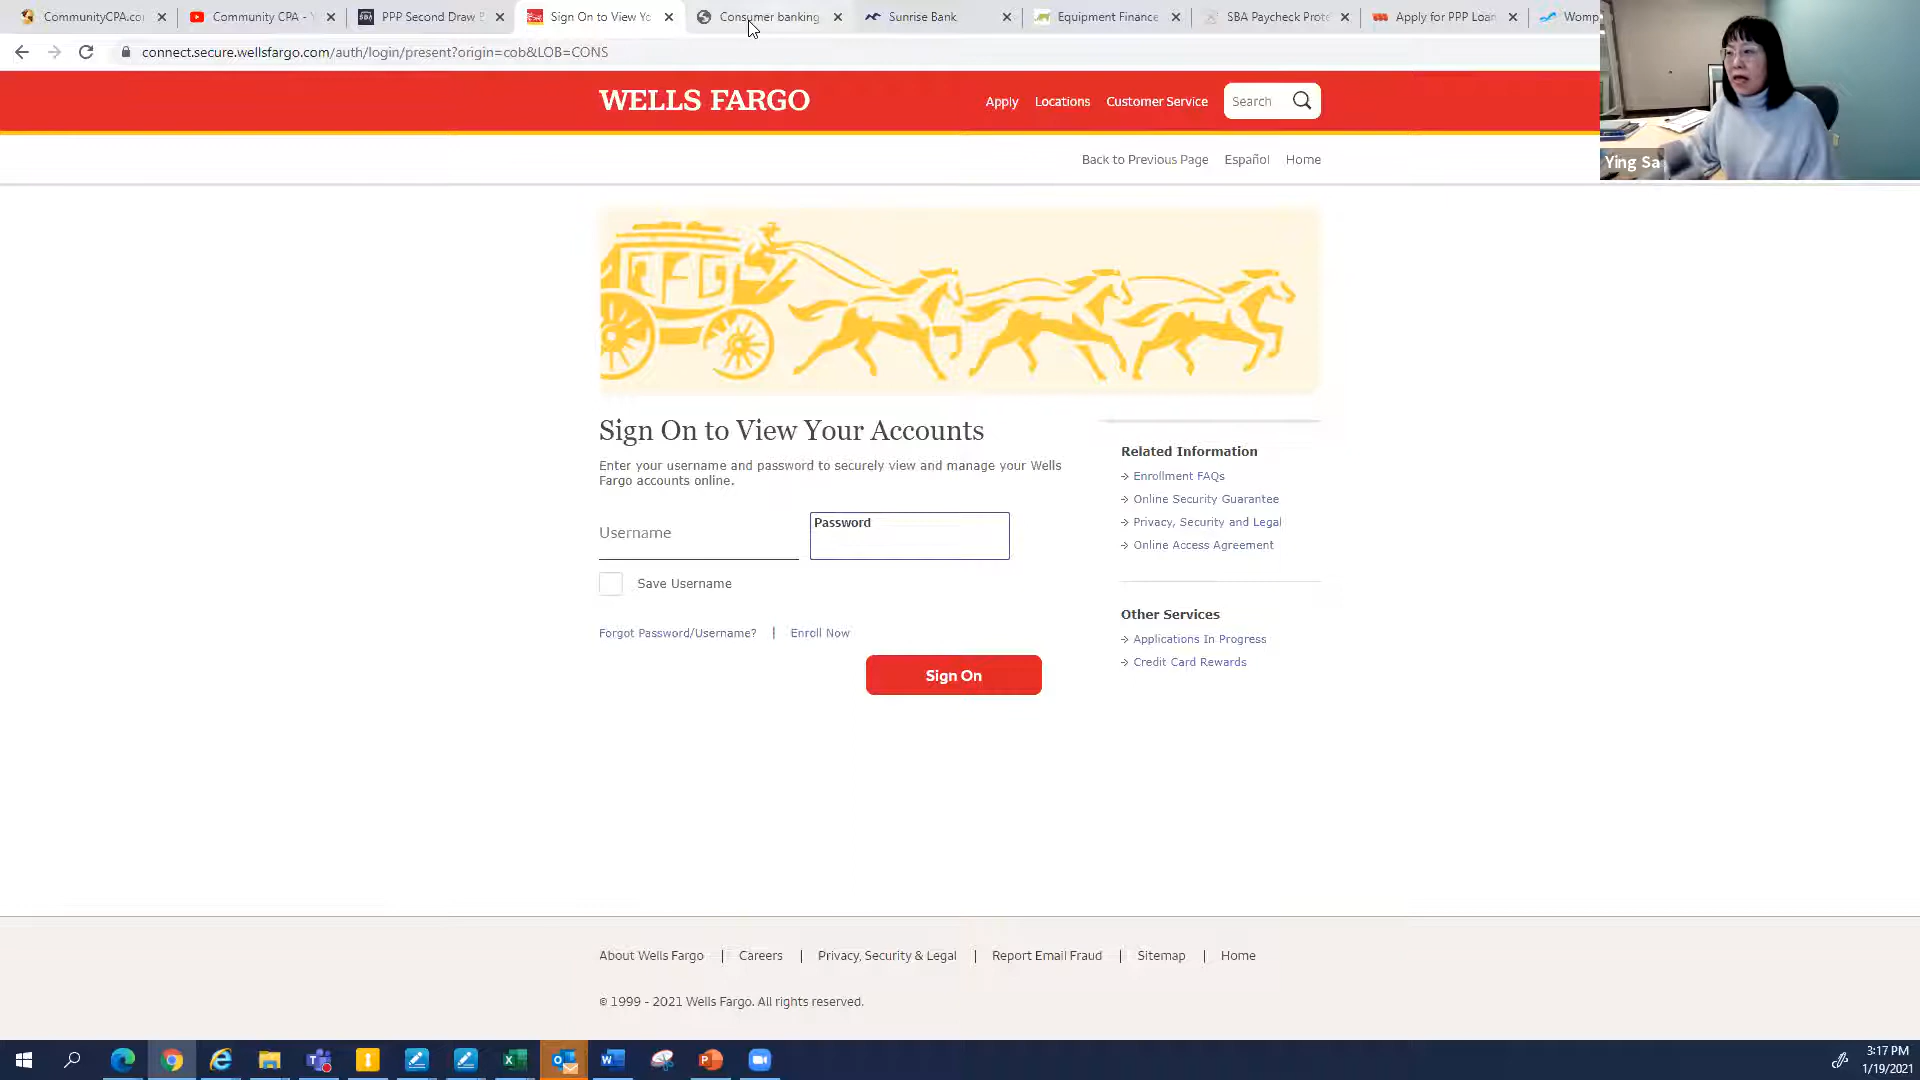 CommunityCPA.co
Community CPA - Y
PPP Second Draw
Sign On to View Yo
Consumer banking
Sunrise Bank
Equipment Finance
SBA Paycheck Prote
Apply for PPP Loan
Womp
connect.secure.wellsfargo.com/auth/login/present?origin=cob&LOB=CONS
WELLS FARGO
Apply
Locations
Customer Service
Search
Back to Previous Page
Español
Home
Ying Sa
Sign On to View Your Accounts
Enter your username and password to securely view and manage your Wells
Fargo accounts online.
Username
Password
Save Username
Forgot Password/Username?
Enroll Now
Sign On
Related Information
Enrollment FAQs
Online Security Guarantee
Privacy, Security and Legal
Online Access Agreement
Other Services
Applications In Progress
Credit Card Rewards
About Wells Fargo
Careers
Privacy, Security & Legal
Report Email Fraud
Sitemap
Home
© 1999 - 2021 Wells Fargo. All rights reserved.
3:17 PM
1/19/2021